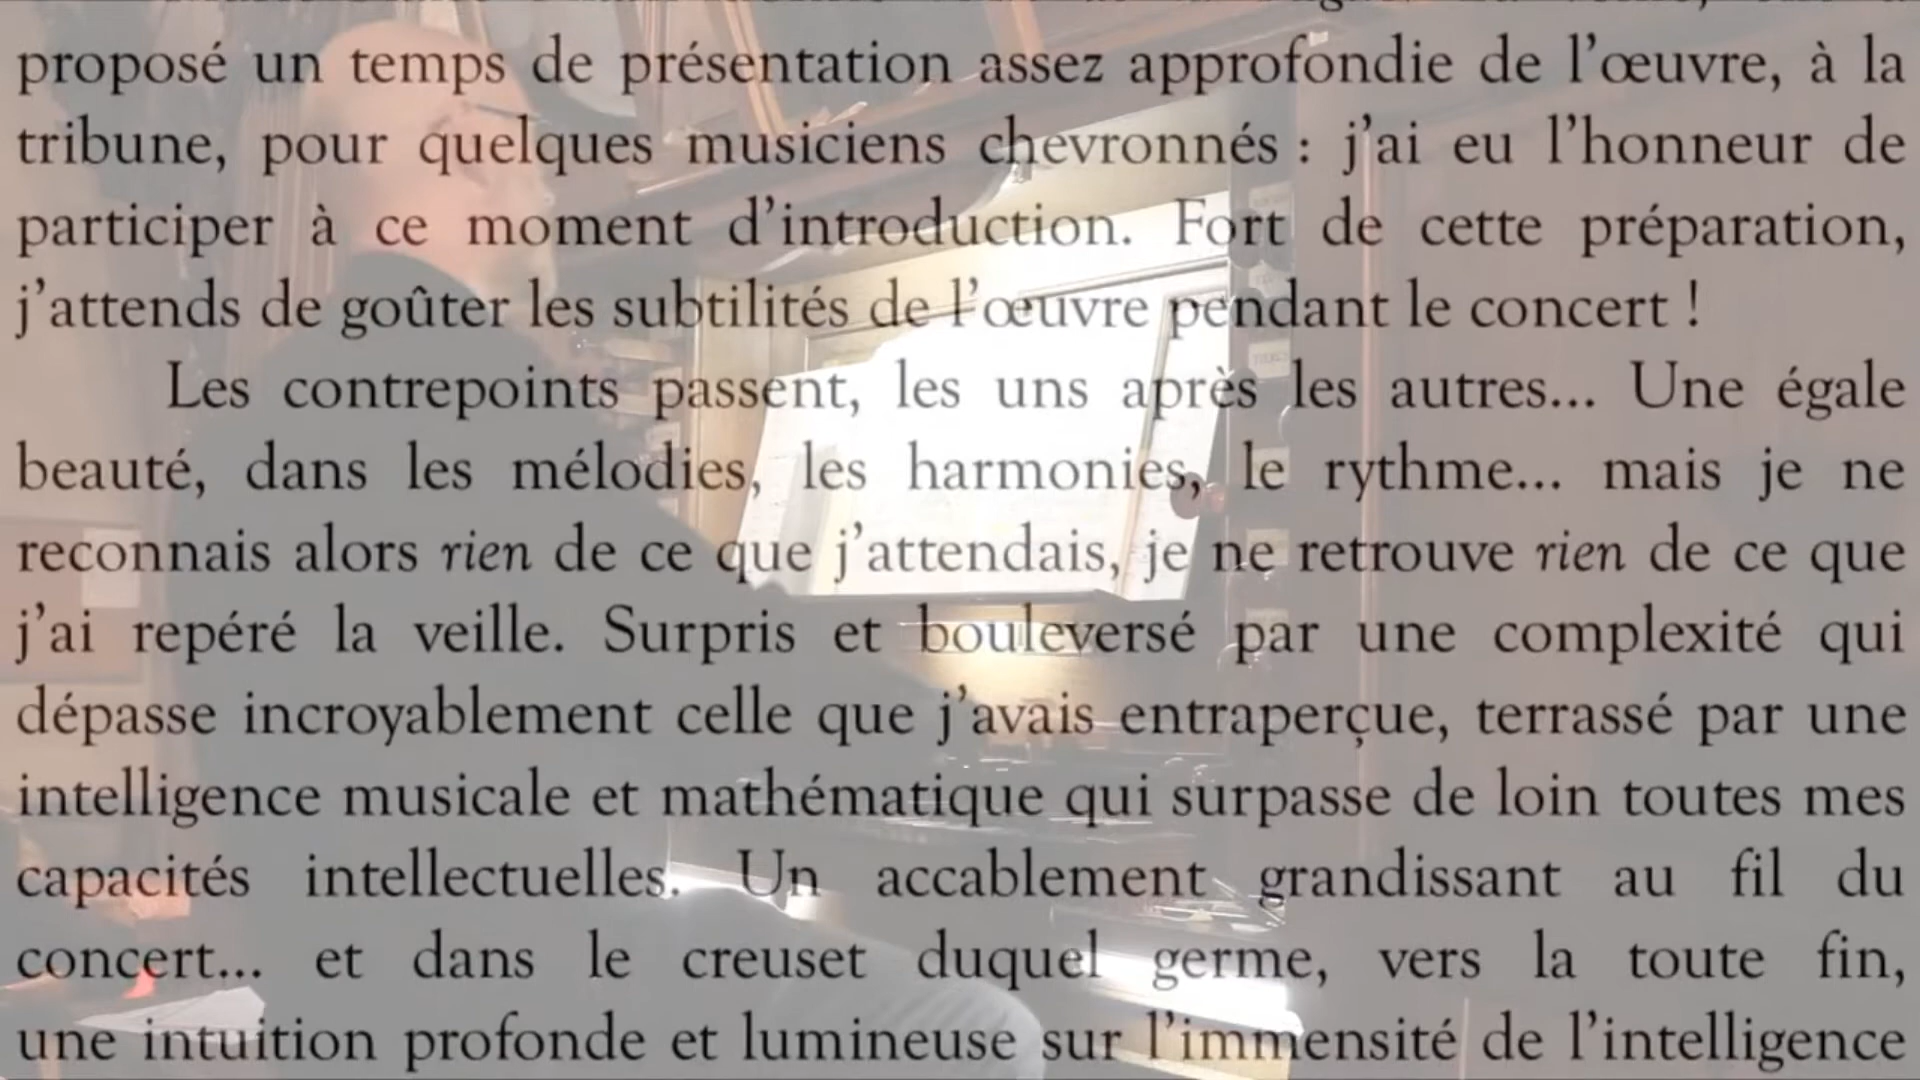 proposé un temps de présentation assez approfondie de l'œuvre, à la
tribune, pour quelques musiciens chevronnés : j'ai eu l'honneur de
participer à ce moment d'introduction. Fort de cette préparation,
j'attends de goûter les subtilités de l'œuvre pendant le concert !
Les contrepoints passent, les uns après les autres... Une égale
beauté, dans les mélodies, les harmonies, le rythme... mais je ne
reconnais alors rien de ce que j'attendais, je ne retrouve rien de ce que
j'ai repéré la veille. Surpris et bouleversé par une complexité qui
dépasse incroyablement celle que j'avais entraperçue, terrassé par une
intelligence musicale et mathématique qui surpasse de loin toutes mes
capacités intellectuelles. Un accablement grandissant au fil du
concert... et dans le creuset duquel germe, vers la toute fin,
une intuition profonde et lumineuse sur l'immensité de l'intelligence